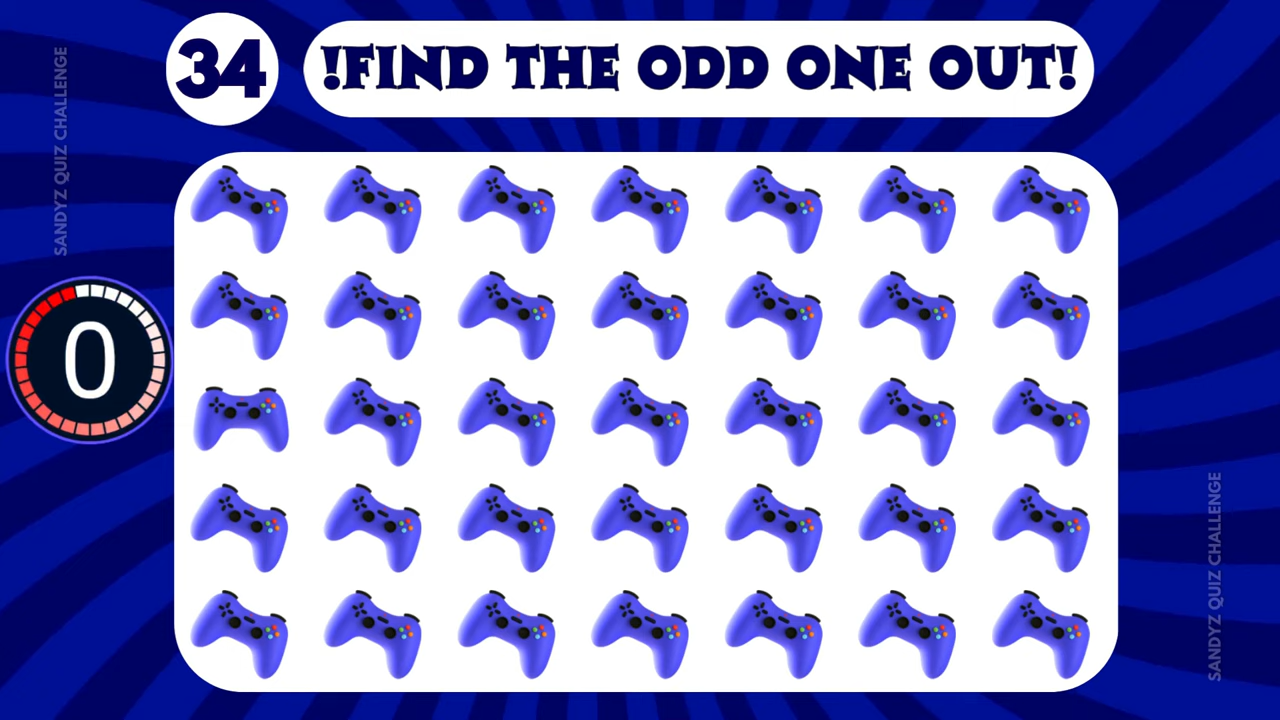 34
!FIND THE ODD ONE OUT!
SANDYZ QUIZ CHALLENGE
0
SANDYZ QUIZ CHALLENGE